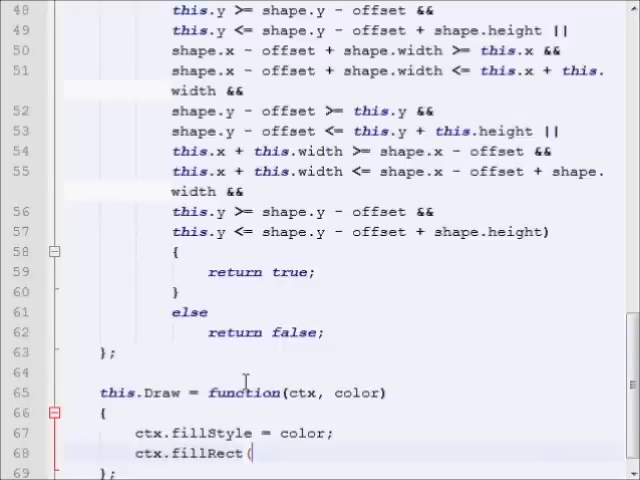 48 this.y >= shape.y - offset &&
49 this.y <= shape.y - offset + shape.height ||
50 shape.x - offset + shape.width >= this.x &&
51 shape.x - offset + shape.width <= this.x + this.
width &&
52 shape.y - offset >= this.y &&
53 shape.y - offset <= this.y + this.height ||
54 this.x + this.width >= shape.x - offset &&
55 this.x + this.width <= shape.x - offset + shape.
width &&
56 this.y >= shape.y - offset &&
57 this.y <= shape.y - offset + shape.height)
58 {
59 return true;
60 }
61 else
62 return false;
63 };
64
65 this.Draw = function(ctx, color)
66 {
67 ctx.fillStyle = color;
68 ctx.fillRect(
69 };